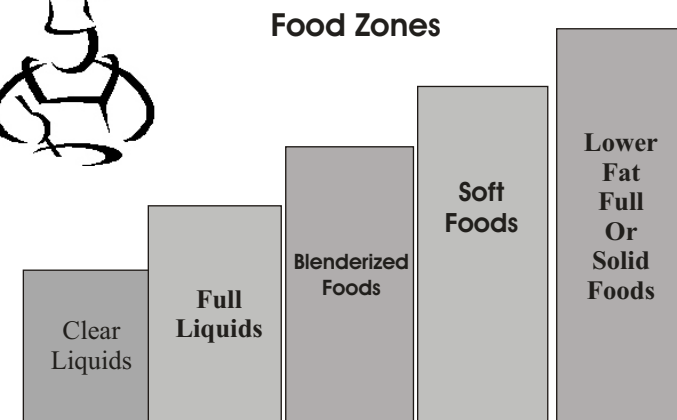 Food Zones
Clear
Liquids
Full
Liquids
Blenderized
Foods
Soft
Foods
Lower
Fat
Full
Or
Solid
Foods